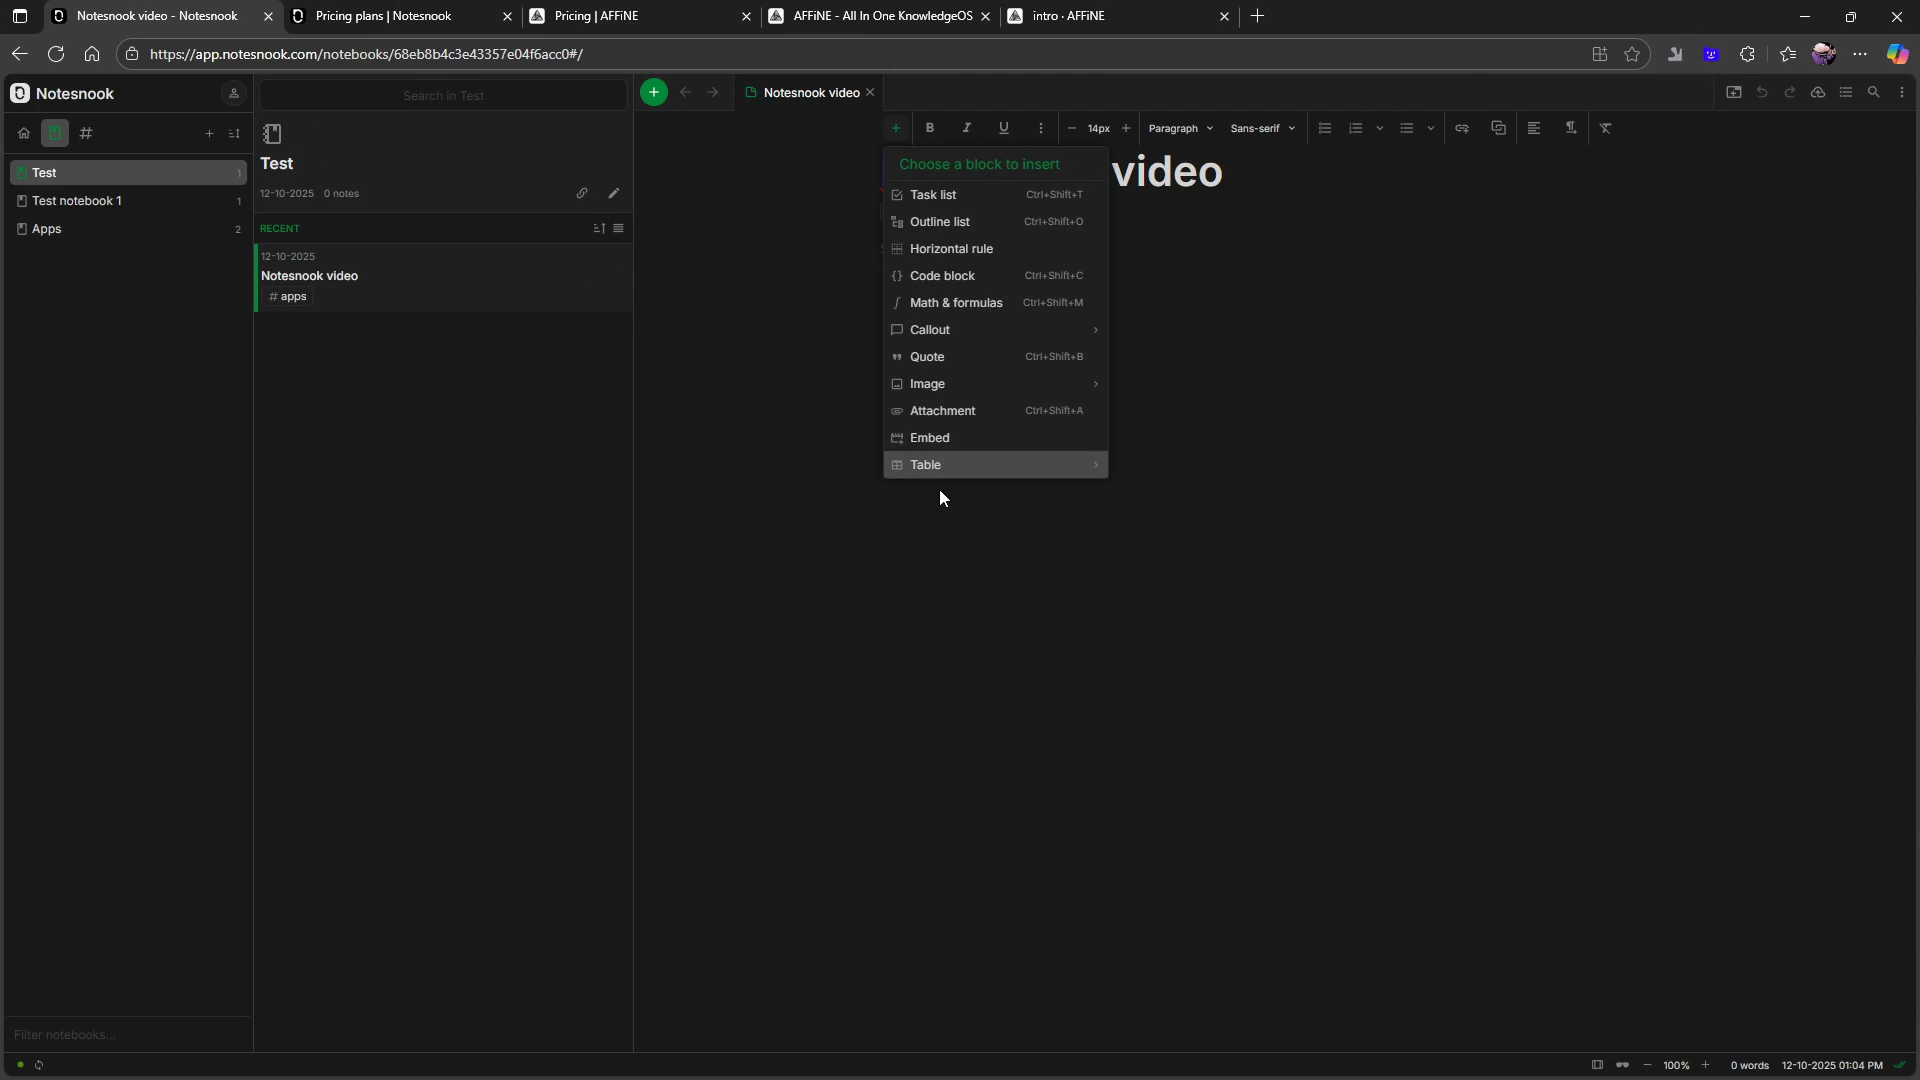 Notesnook video - Notesnook
Pricing plans | Notesnook
Pricing | AFFiNE
AFFiNE - All In One KnowledgeOS
intro · AFFiNE
https://app.notesnook.com/notebooks/68eb8b4c3e43357e04f6acc0#/
Notesnook
Test 1
Test notebook 1 1
Apps 2
Filter notebooks...
Search in Test
Test
12-10-2025 0 notes
RECENT
12-10-2025
Notesnook video
# apps
Notesnook video
14px
Paragraph
Sans-serif
video
Choose a block to insert
Task list Ctrl+Shift+T
Outline list Ctrl+Shift+O
Horizontal rule
Code block Ctrl+Shift+C
Math & formulas Ctrl+Shift+M
Callout
Quote Ctrl+Shift+B
Image
Attachment Ctrl+Shift+A
Embed
Table
100%
0 words
12-10-2025 01:04 PM